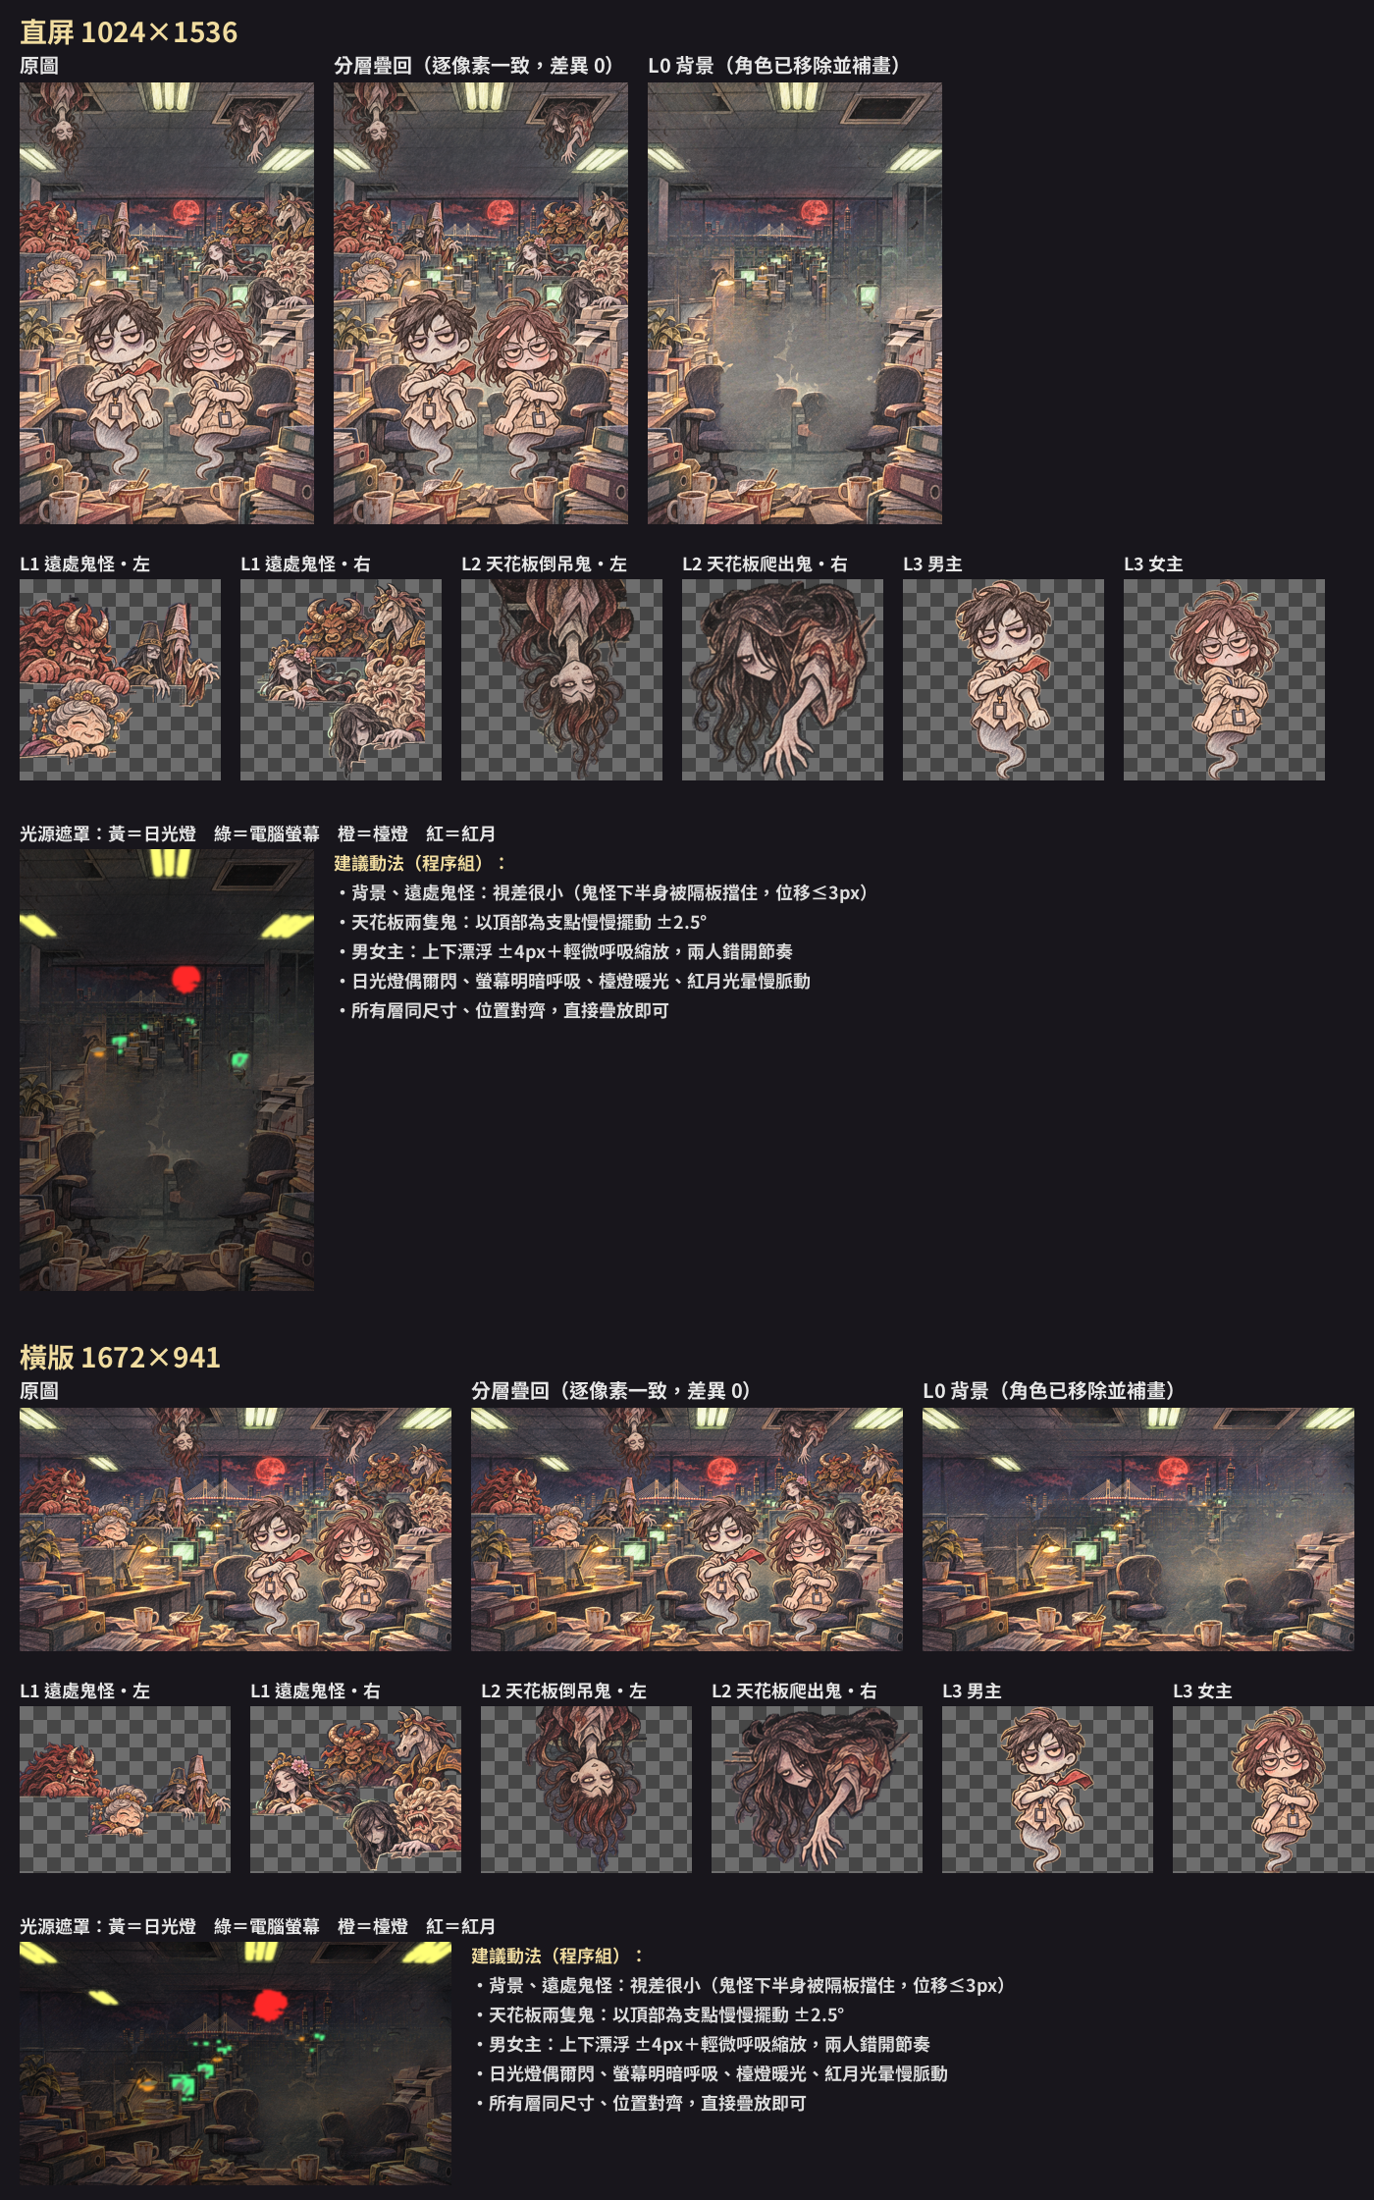 直屏 1024×1536
原圖
分層疊回（逐像素一致，差異 0）
L0 背景（角色已移除並補畫）
L1 遠處鬼怪・左
L1 遠處鬼怪・右
L2 天花板倒吊鬼・左
L2 天花板爬出鬼・右
L3 男主
L3 女主
光源遮罩：黃＝日光燈　綠＝電腦螢幕　橙＝檯燈　紅＝紅月
建議動法（程序組）：
・背景、遠處鬼怪：視差很小（鬼怪下半身被隔板擋住，位移≤3px）
・天花板兩隻鬼：以頂部為支點慢慢擺動 ±2.5°
・男女主：上下漂浮 ±4px＋輕微呼吸縮放，兩人錯開節奏
・日光燈偶爾閃、螢幕明暗呼吸、檯燈暖光、紅月光暈慢脈動
・所有層同尺寸、位置對齊，直接疊放即可
橫版 1672×941
原圖
分層疊回（逐像素一致，差異 0）
L0 背景（角色已移除並補畫）
L1 遠處鬼怪・左
L1 遠處鬼怪・右
L2 天花板倒吊鬼・左
L2 天花板爬出鬼・右
L3 男主
L3 女主
光源遮罩：黃＝日光燈　綠＝電腦螢幕　橙＝檯燈　紅＝紅月
建議動法（程序組）：
・背景、遠處鬼怪：視差很小（鬼怪下半身被隔板擋住，位移≤3px）
・天花板兩隻鬼：以頂部為支點慢慢擺動 ±2.5°
・男女主：上下漂浮 ±4px＋輕微呼吸縮放，兩人錯開節奏
・日光燈偶爾閃、螢幕明暗呼吸、檯燈暖光、紅月光暈慢脈動
・所有層同尺寸、位置對齊，直接疊放即可